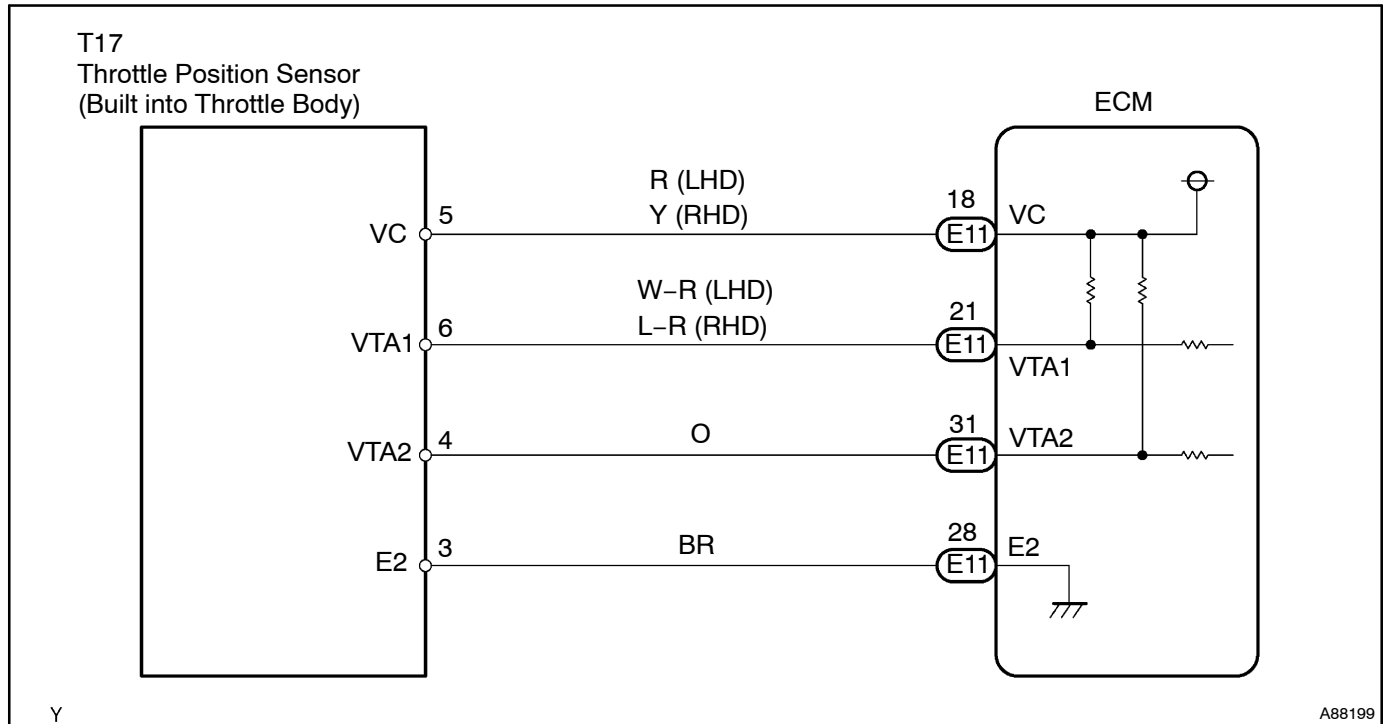 T17
Throttle Position Sensor
(Built into Throttle Body)
ECM
R (LHD)
Y (RHD)
VC 5
18
E11
VC
W−R (LHD)
L−R (RHD)
VTA1 6
21
E11
VTA1
O
VTA2 4
31
E11
VTA2
BR
E2 3
28
E11
E2
Y
A88199